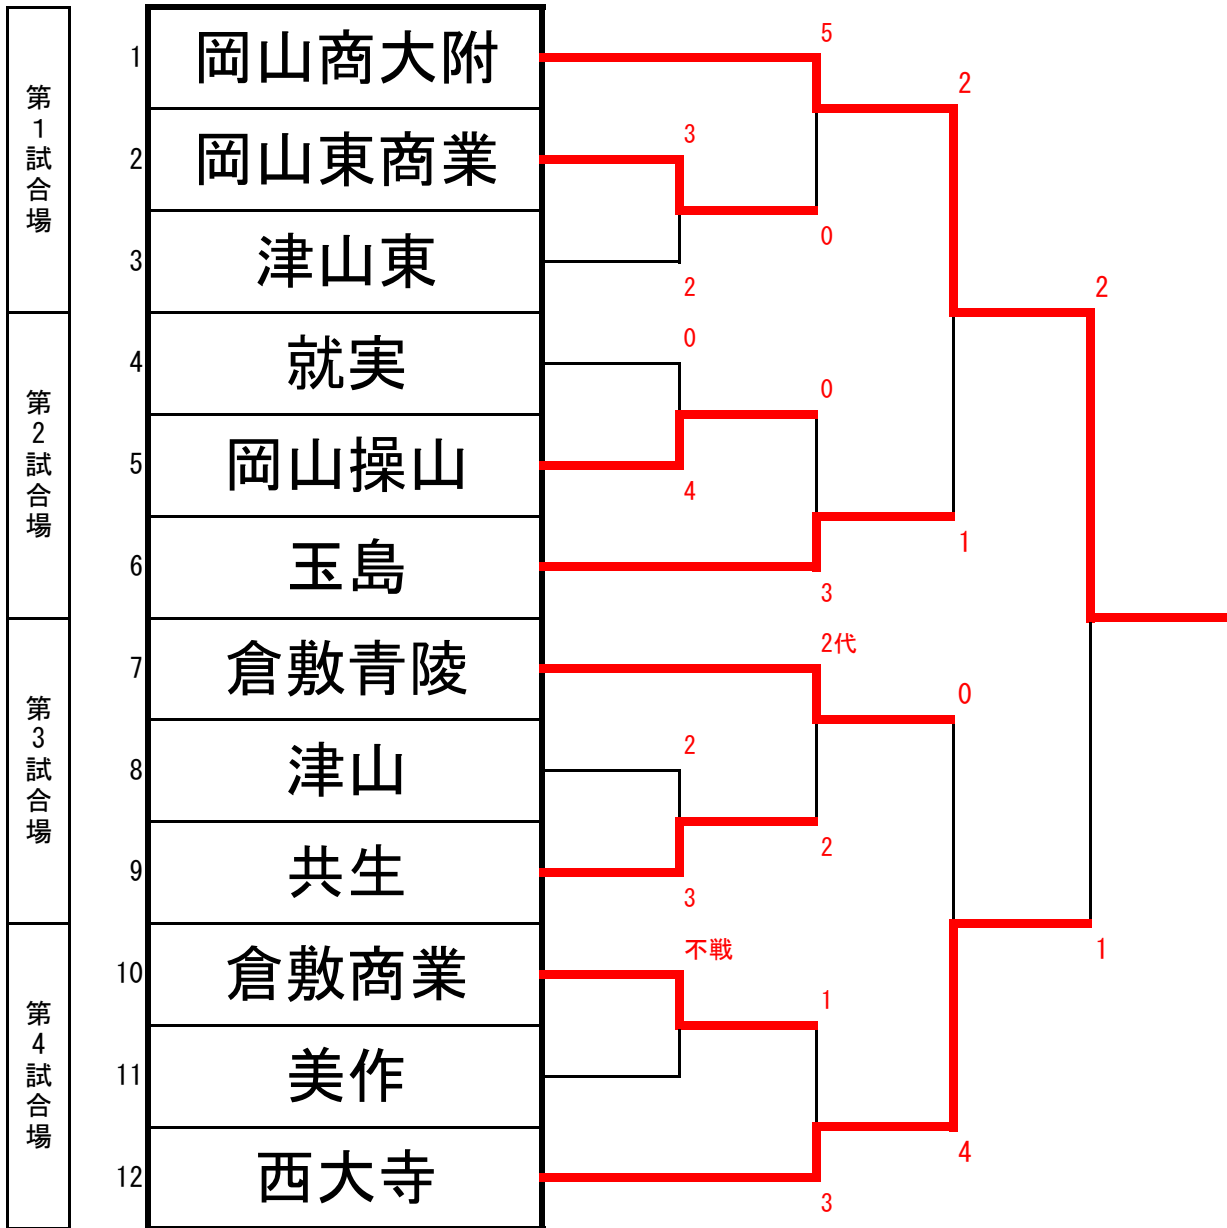 第1試合場
1 岡山商大附
2 岡山東商業
3 津山東
第2試合場
4 就実
5 岡山操山
6 玉島
第3試合場
7 倉敷青陵
8 津山
9 共生
第4試合場
10 倉敷商業
11 美作
12 西大寺
3
2
0
4
2
3
不戦
5
0
0
3
2代
2
1
3
2
1
0
4
2
1